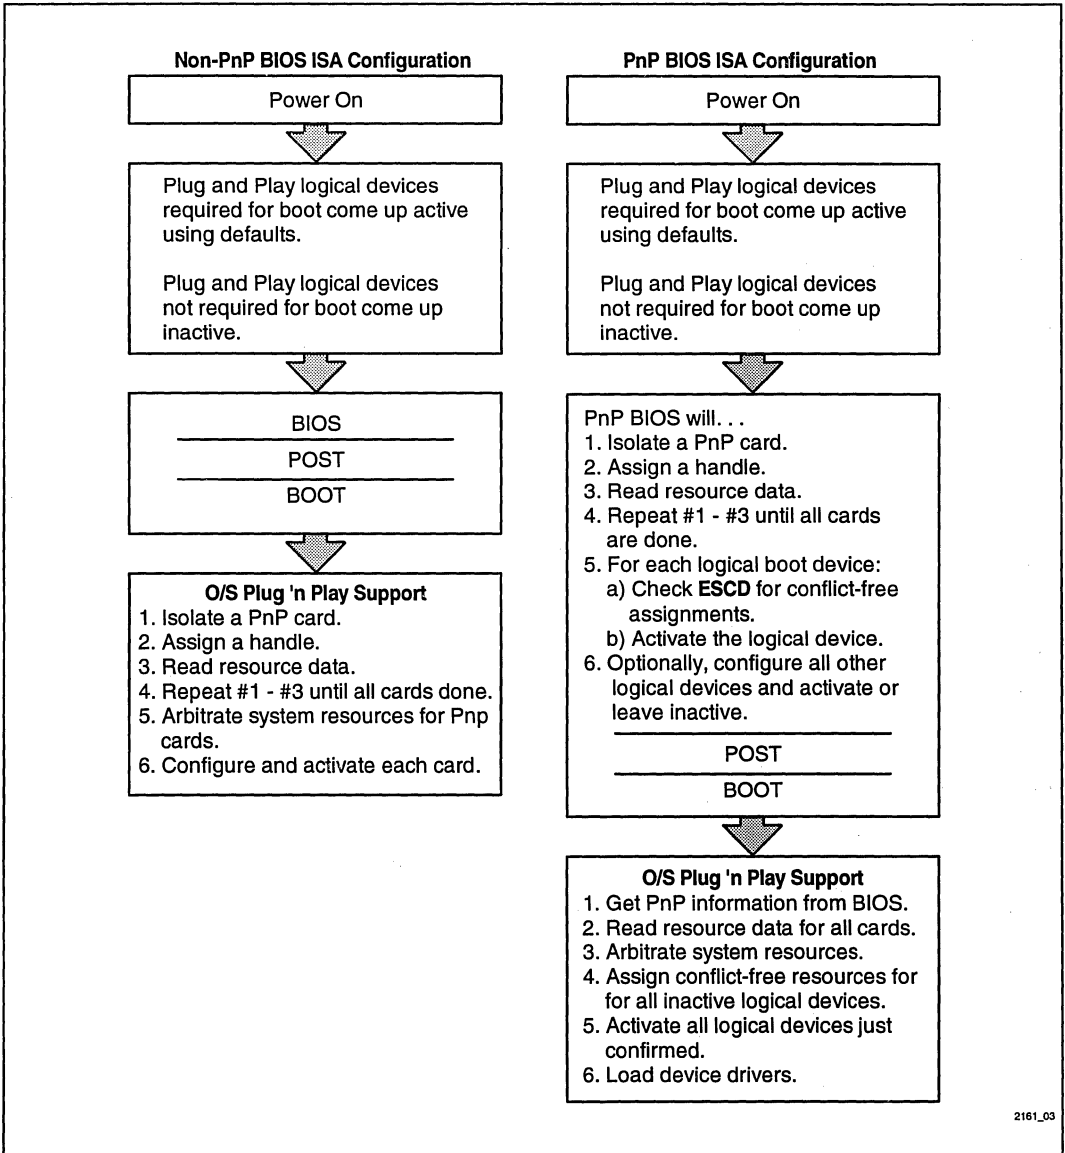 Non-PnP BIOS ISA Configuration
Power On
Plug and Play logical devices
required for boot come up active
using defaults.
Plug and Play logical devices
not required for boot come up
inactive.
BIOS
POST
BOOT
O/S Plug 'n Play Support
1. Isolate a PnP card.
2. Assign a handle.
3. Read resource data.
4. Repeat #1 - #3 until all cards done.
5. Arbitrate system resources for Pnp
cards.
6. Configure and activate each card.
PnP BIOS ISA Configuration
Power On
Plug and Play logical devices
required for boot come up active
using defaults.
Plug and Play logical devices
not required for boot come up
inactive.
PnP BIOS will. . .
1. Isolate a PnP card.
2. Assign a handle.
3. Read resource data.
4. Repeat #1 - #3 until all cards
are done.
5. For each logical boot device:
a) Check ESCD for conflict-free
assignments.
b) Activate the logical device.
6. Optionally, configure all other
logical devices and activate or
leave inactive.
POST
BOOT
O/S Plug 'n Play Support
1. Get PnP information from BIOS.
2. Read resource data for all cards.
3. Arbitrate system resources.
4. Assign conflict-free resources for
for all inactive logical devices.
5. Activate all logical devices just
confirmed.
6. Load device drivers.
2161_03